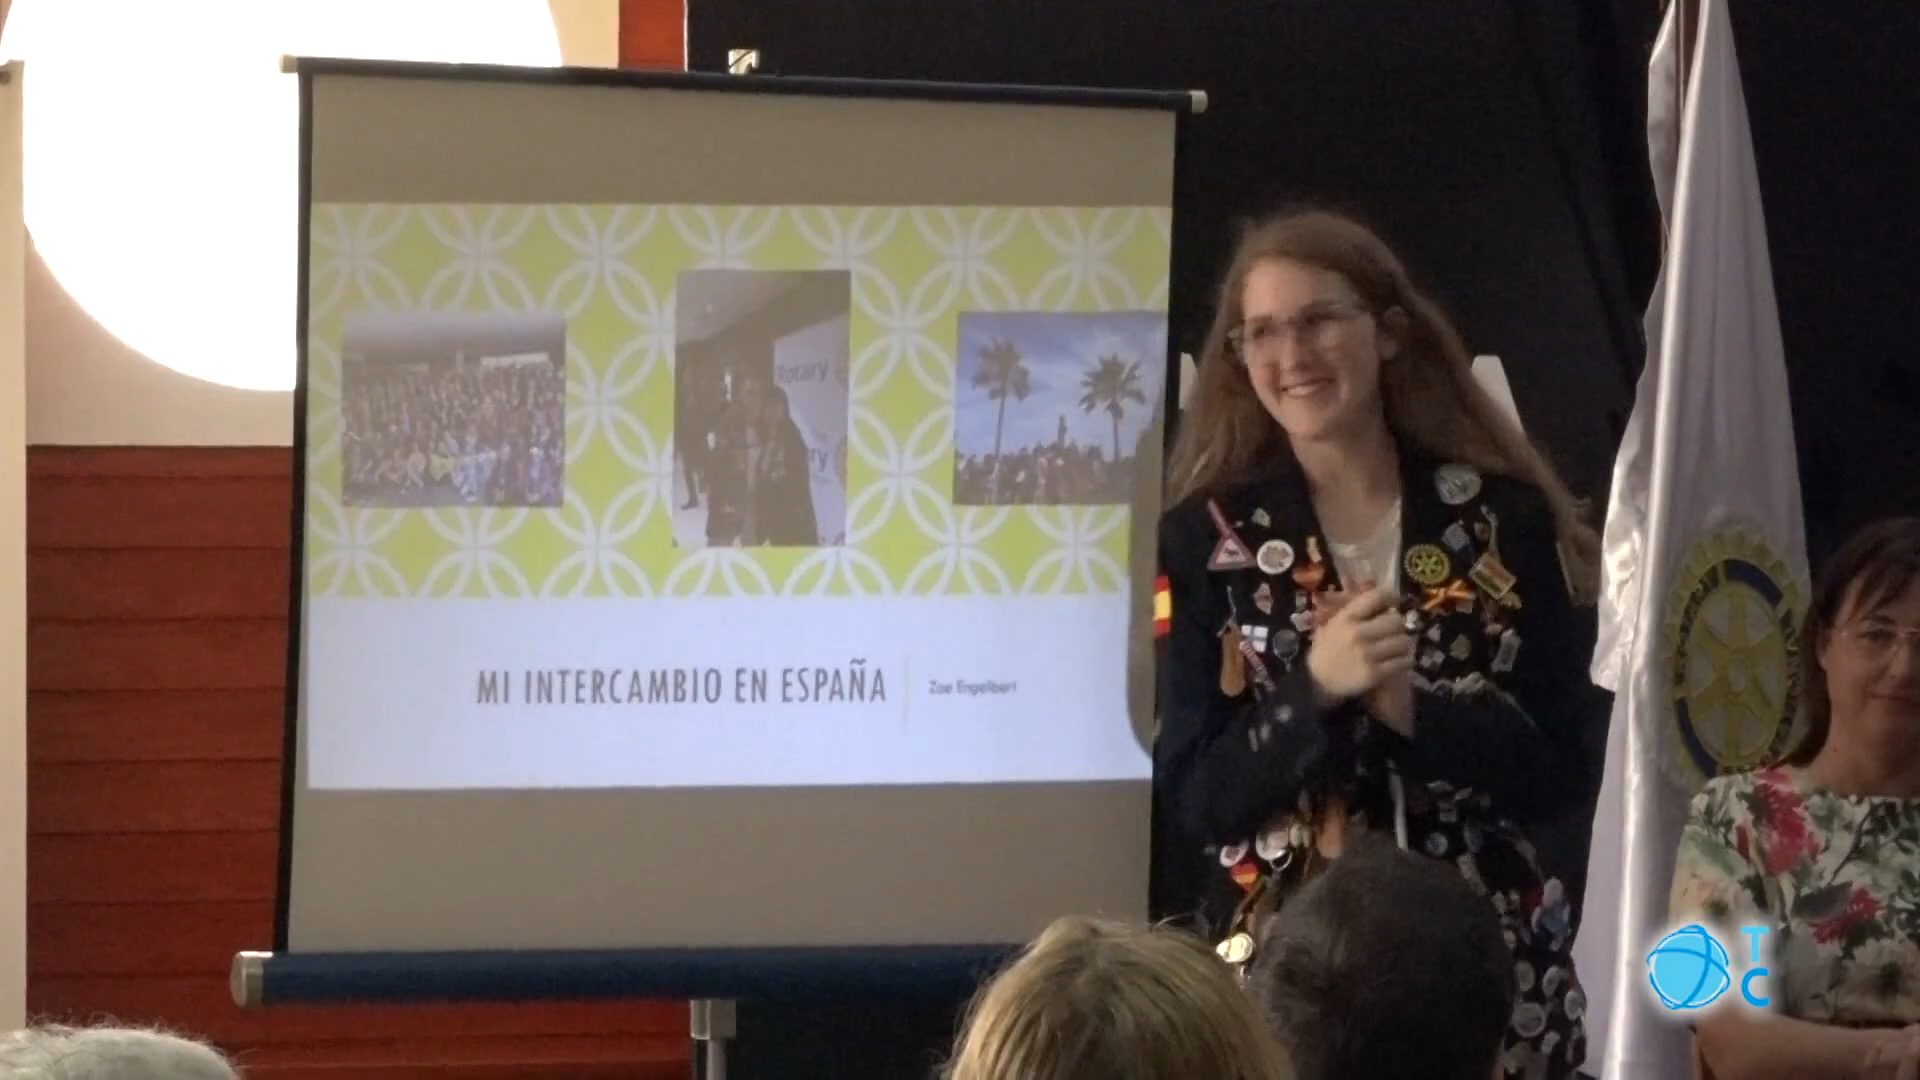 Rotary
MI INTERCAMBIO EN ESPAÑA
Zoe Engelbert
T
C